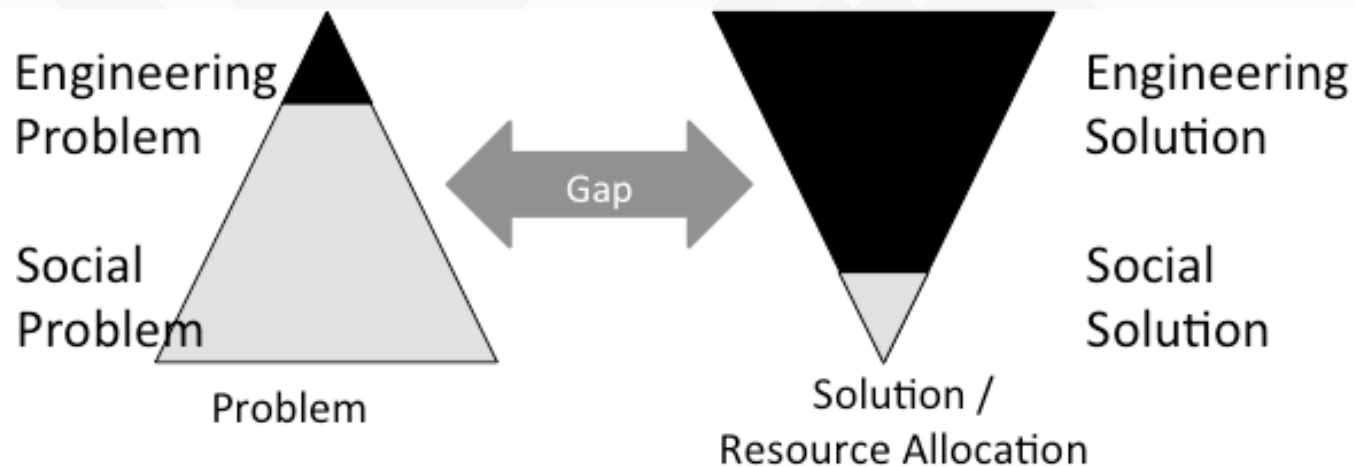 Engineering
Problem
Social
Problem
Problem
Gap
Engineering
Solution
Social
Solution
Solution /
Resource Allocation